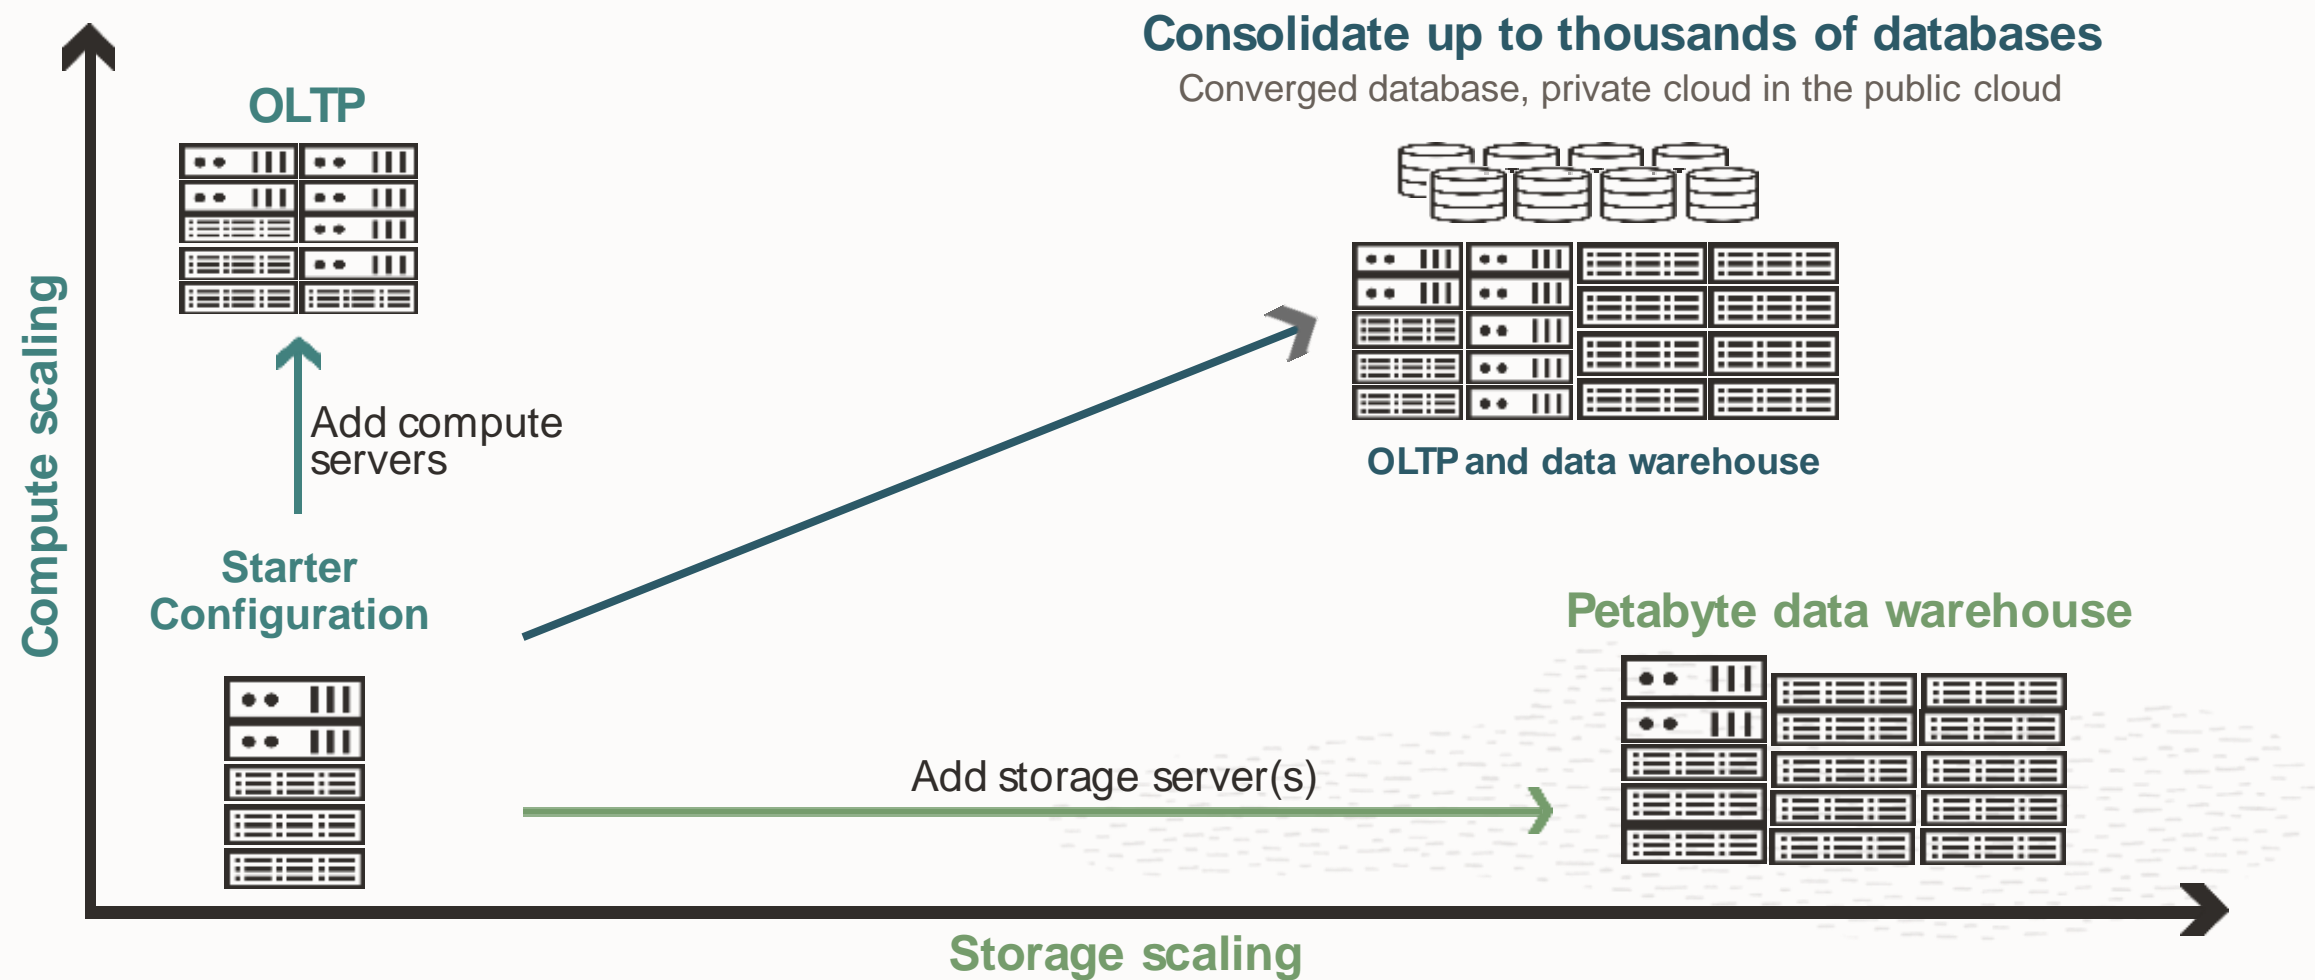 Consolidate up to thousands of databases
Converged database, private cloud in the public cloud
OLTP
Add compute
servers
OLTP and data warehouse
Compute scaling
Starter
Configuration
Petabyte data warehouse
Add storage server(s)
Storage scaling